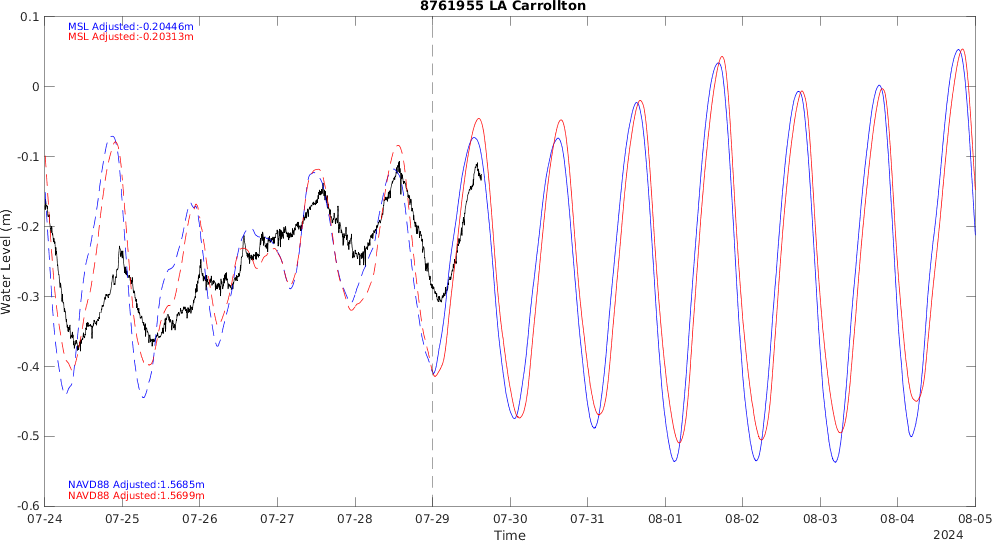 8761955 LA Carrollton
MSL Adjusted:-0.20446m
MSL Adjusted:-0.20313m
0.1
0
-0.1
-0.2
-0.3
-0.4
-0.5
-0.6
Water Level (m)
NAVD88 Adjusted:1.5685m
NAVD88 Adjusted:1.5699m
07-24 07-25 07-26 07-27 07-28 07-29 07-30 07-31 08-01 08-02 08-03 08-04 08-05
Time
2024